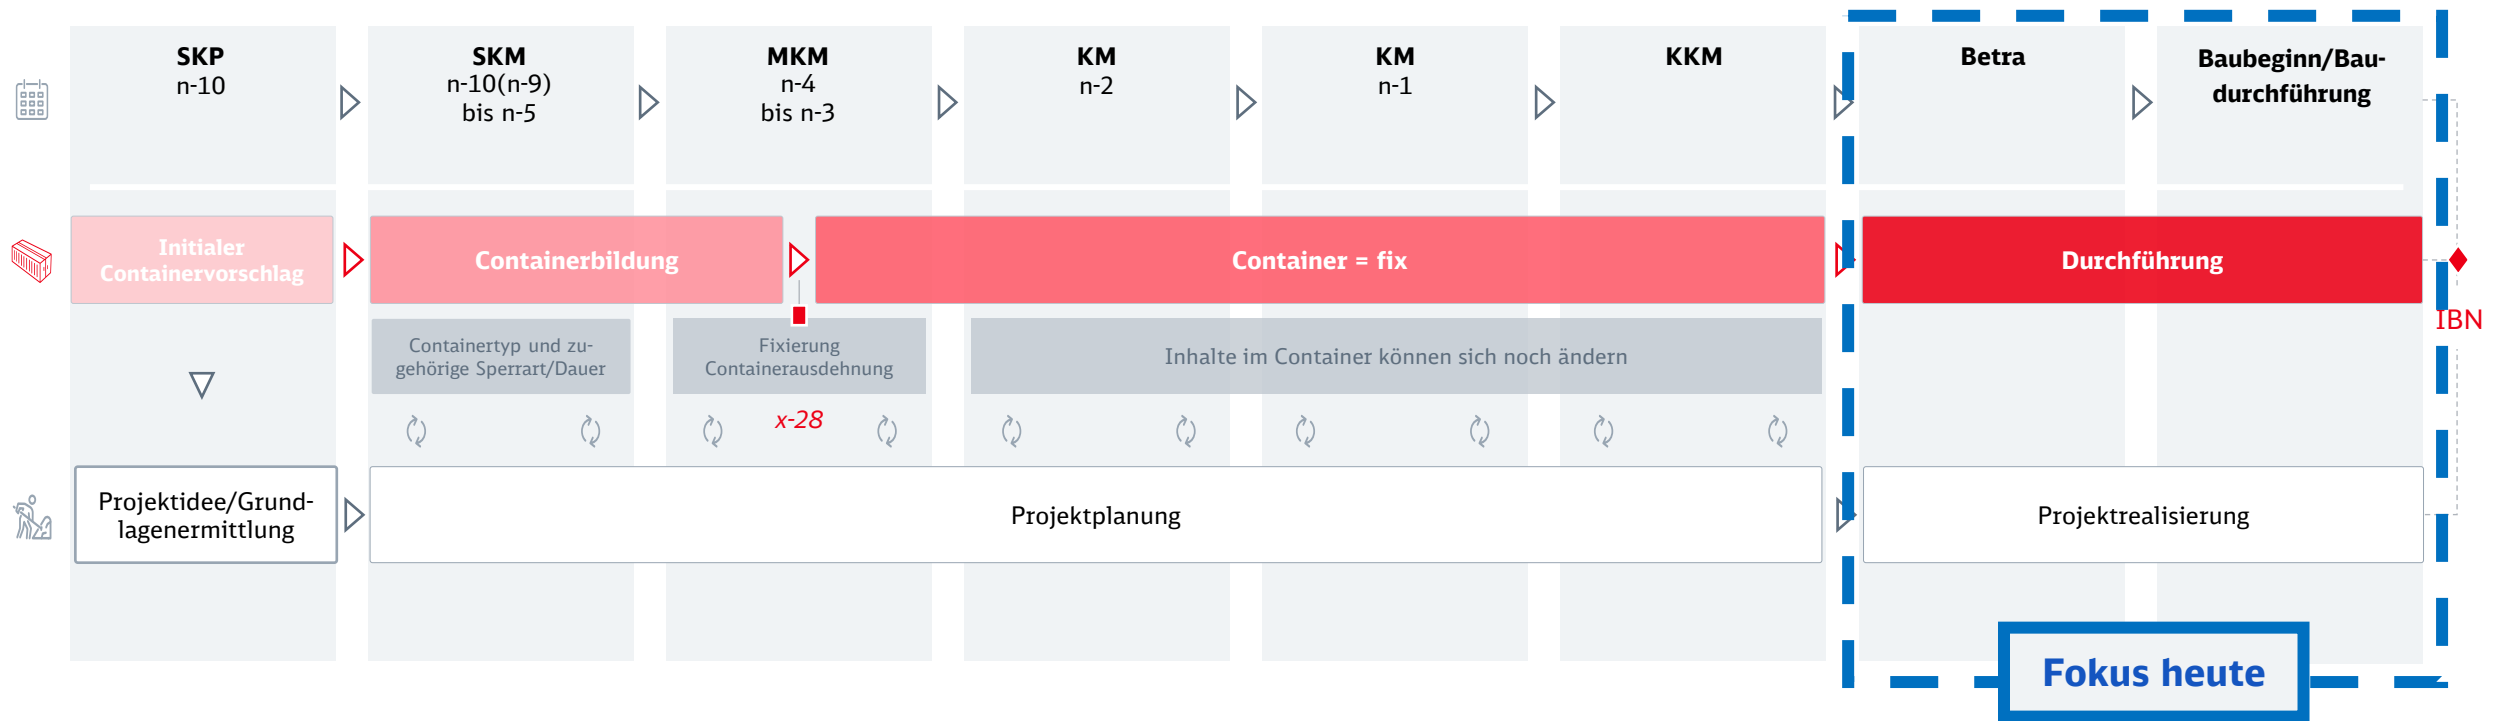 SKP
n-10
SKM
n-10(n-9)
bis n-5
MKM
n-4
bis n-3
KM
n-2
KM
n-1
KKM
Betra
Baubeginn/Bau-
durchführung
Initialer
Containervorschlag
Containerbildung
Container = fix
Durchführung
IBN
Containertyp und zu-
gehörige Sperrart/Dauer
Fixierung
Containerausdehnung
Inhalte im Container können sich noch ändern
x-28
Projektidee/Grund-
lagenermittlung
Projektplanung
Projektrealisierung
Fokus heute